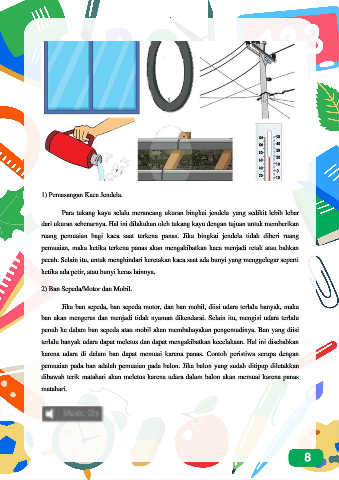 1) Pemasangan Kaca Jendela.
Para tukang kayu selalu merancang ukuran bingkai jendela yang sedikit lebih lebar
dari ukuran sebenarnya. Hal ini dilakukan oleh tukang kayu dengan tujuan untuk memberikan
ruang pemuaian bagi kaca saat terkena panas. Jika bingkai jendela tidak diberi ruang
pemuaian, maka ketika terkena panas akan mengakibatkan kaca menjadi retak atau bahkan
pecah. Selain itu, untuk menghindari keretakan kaca saat ada bunyi yang menggelegar seperti
ketika ada petir, atau bunyi keras lainnya.
2) Ban Sepeda/Motor dan Mobil.
Jika ban sepeda, ban sepeda motor, dan ban mobil, diisi udara terlalu banyak, maka
ban akan mengeras dan menjadi tidak nyaman dikendarai. Selain itu, mengisi udara terlalu
penuh ke dalam ban sepeda atau mobil akan membahayakan pengemudinya. Ban yang diisi
terlalu banyak udara dapat meletus dan dapat mengakibatkan kecelakaan. Hal ini disebabkan
karena udara di dalam ban dapat memuai karena panas. Contoh peristiwa serupa dengan
pemuaian pada ban adalah pemuaian pada balon. Jika balon yang sudah ditiup diletakkan
dibawah terik matahari akan meletus karena udara dalam balon akan memuai karena panas
matahari.
Music On
8